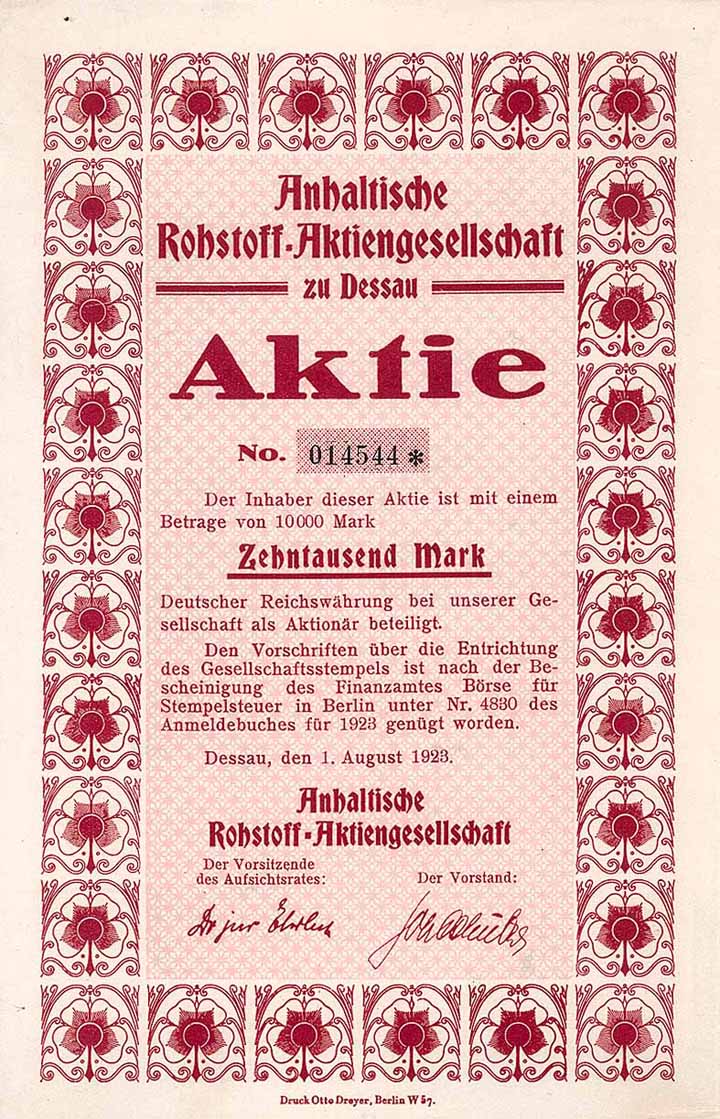 Anhaltische
Rohstoff-Aktiengesellschaft
zu Dessau
Aktie
No. 014544 *
Der Inhaber dieser Aktie ist mit einem
Betrage von 10000 Mark
Zehntausend Mark
Deutscher Reichswährung bei unserer Ge-
sellschaft als Aktionär beteiligt.
Den Vorschriften über die Entrichtung
des Gesellschaftsstempels ist nach der Be-
scheinigung des Finanzamtes Börse für
Stempelsteuer in Berlin unter Nr. 4830 des
Anmeldebuches für 1923 genügt worden.
Dessau, den 1. August 1923.
Anhaltische
Rohstoff-Aktiengesellschaft
Der Vorsitzende
des Aufsichtsrates:
Der Vorstand:
Dr jur
Druck Otto Dreyer, Berlin W 57.